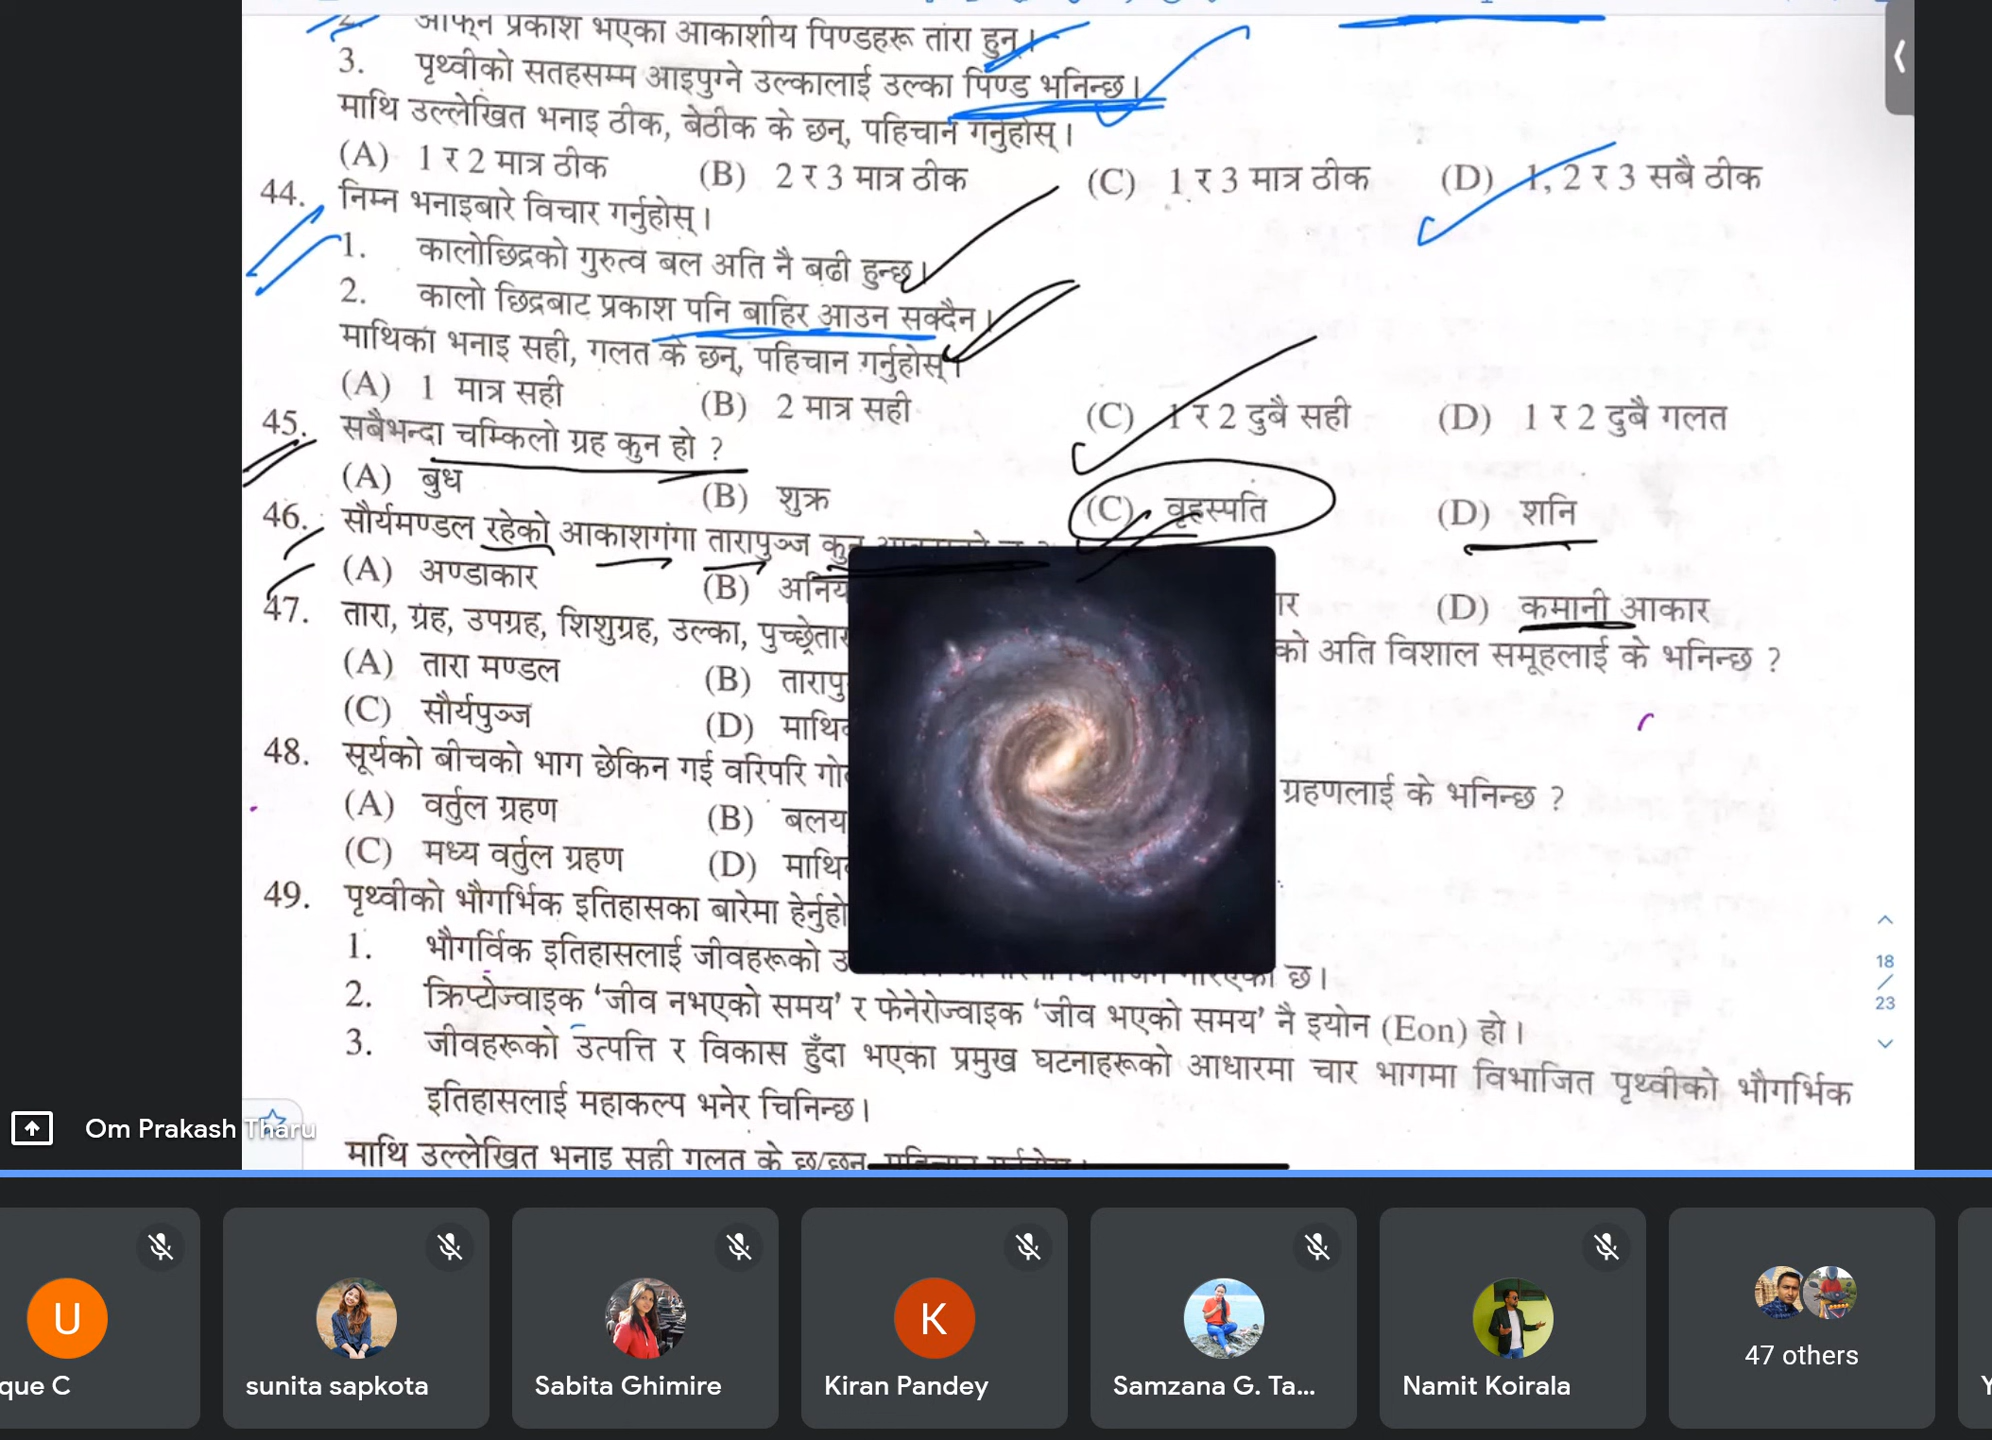 2. आफ्नै प्रकाश भएका आकाशीय पिण्डहरू तारा हुन् ।
3. पृथ्वीको सतहसम्म आइपुग्ने उल्कालाई उल्का पिण्ड भनिन्छ ।
माथि उल्लेखित भनाइ ठीक, बेठीक के छन्, पहिचान गर्नुहोस् ।
(A) 1 र 2 मात्र ठीक (B) 2 र 3 मात्र ठीक (C) 1 र 3 मात्र ठीक (D) 1, 2 र 3 सबै ठीक
44. निम्न भनाइबारे विचार गर्नुहोस् ।
1. कालोछिद्रको गुरुत्व बल अति नै बढी हुन्छ ।
2. कालो छिद्रबाट प्रकाश पनि बाहिर आउन सक्दैन ।
माथिका भनाइ सही, गलत के छन्, पहिचान गर्नुहोस् ।
(A) 1 मात्र सही (B) 2 मात्र सही (C) 1 र 2 दुबै सही (D) 1 र 2 दुबै गलत
45. सबैभन्दा चम्किलो ग्रह कुन हो ?
(A) बुध (B) शुक्र (C) वृहस्पति (D) शनि
46. सौर्यमण्डल रहेको आकाशगंगा तारापुञ्ज कुन
(A) अण्डाकार (B) अनिय ार (D) कमानी आकार
47. तारा, ग्रह, उपग्रह, शिशुग्रह, उल्का, पुच्छ्रेतार को अति विशाल समूहलाई के भनिन्छ ?
(A) तारा मण्डल (B) तारापु
(C) सौर्यपुञ्ज (D) माथि
48. सूर्यको बीचको भाग छेकिन गई वरिपरि गो ग्रहणलाई के भनिन्छ ?
(A) वर्तुल ग्रहण (B) बलय
(C) मध्य वर्तुल ग्रहण (D) माथि
49. पृथ्वीको भौगर्भिक इतिहासका बारेमा हेर्नुहो
1. भौगर्विक इतिहासलाई जीवहरूको उ छ ।
2. क्रिप्टोज्वाइक ‘जीव नभएको समय’ र फेनेरोज्वाइक ‘जीव भएको समय’ नै इयोन (Eon) हो ।
3. जीवहरूको उत्पत्ति र विकास हुँदा भएका प्रमुख घटनाहरूको आधारमा चार भागमा विभाजित पृथ्वीको भौगर्भिक
इतिहासलाई महाकल्प भनेर चिनिन्छ ।
माथि उल्लेखित भनाइ सही गलत के छ/छन्
18
/
23
Om Prakash Tharu
U
K
que C
sunita sapkota
Sabita Ghimire
Kiran Pandey
Samzana G. Ta...
Namit Koirala
47 others
Y